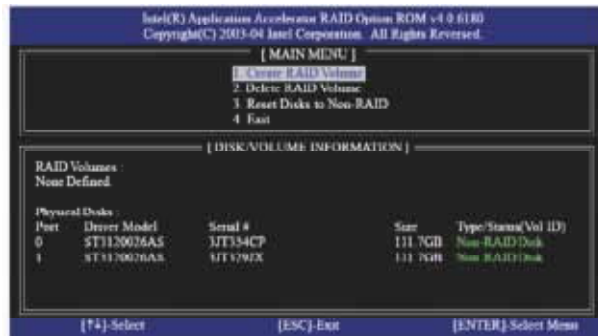 Intel(R) Application Accelerator RAID Option ROM v4.0.6180
Copyright(C) 2003-04 Intel Corporation. All Rights Reversed.
[ MAIN MENU ]
1. Create RAID Volume
2. Delete RAID Volume
3. Reset Disks to Non-RAID
4. Exit
[ DISK/VOLUME INFORMATION ]
RAID Volumes :
None Defined.
Physical Disks :
Port Driver Model Serial # Size Type/Status(Vol ID)
0 ST3120026AS 3JT354CP 111.7GB Non-RAID Disk
1 ST3120026AS 111.7GB Non-RAID Disk
[↑↓]-Select [ESC]-Exit [ENTER]-Select Menu